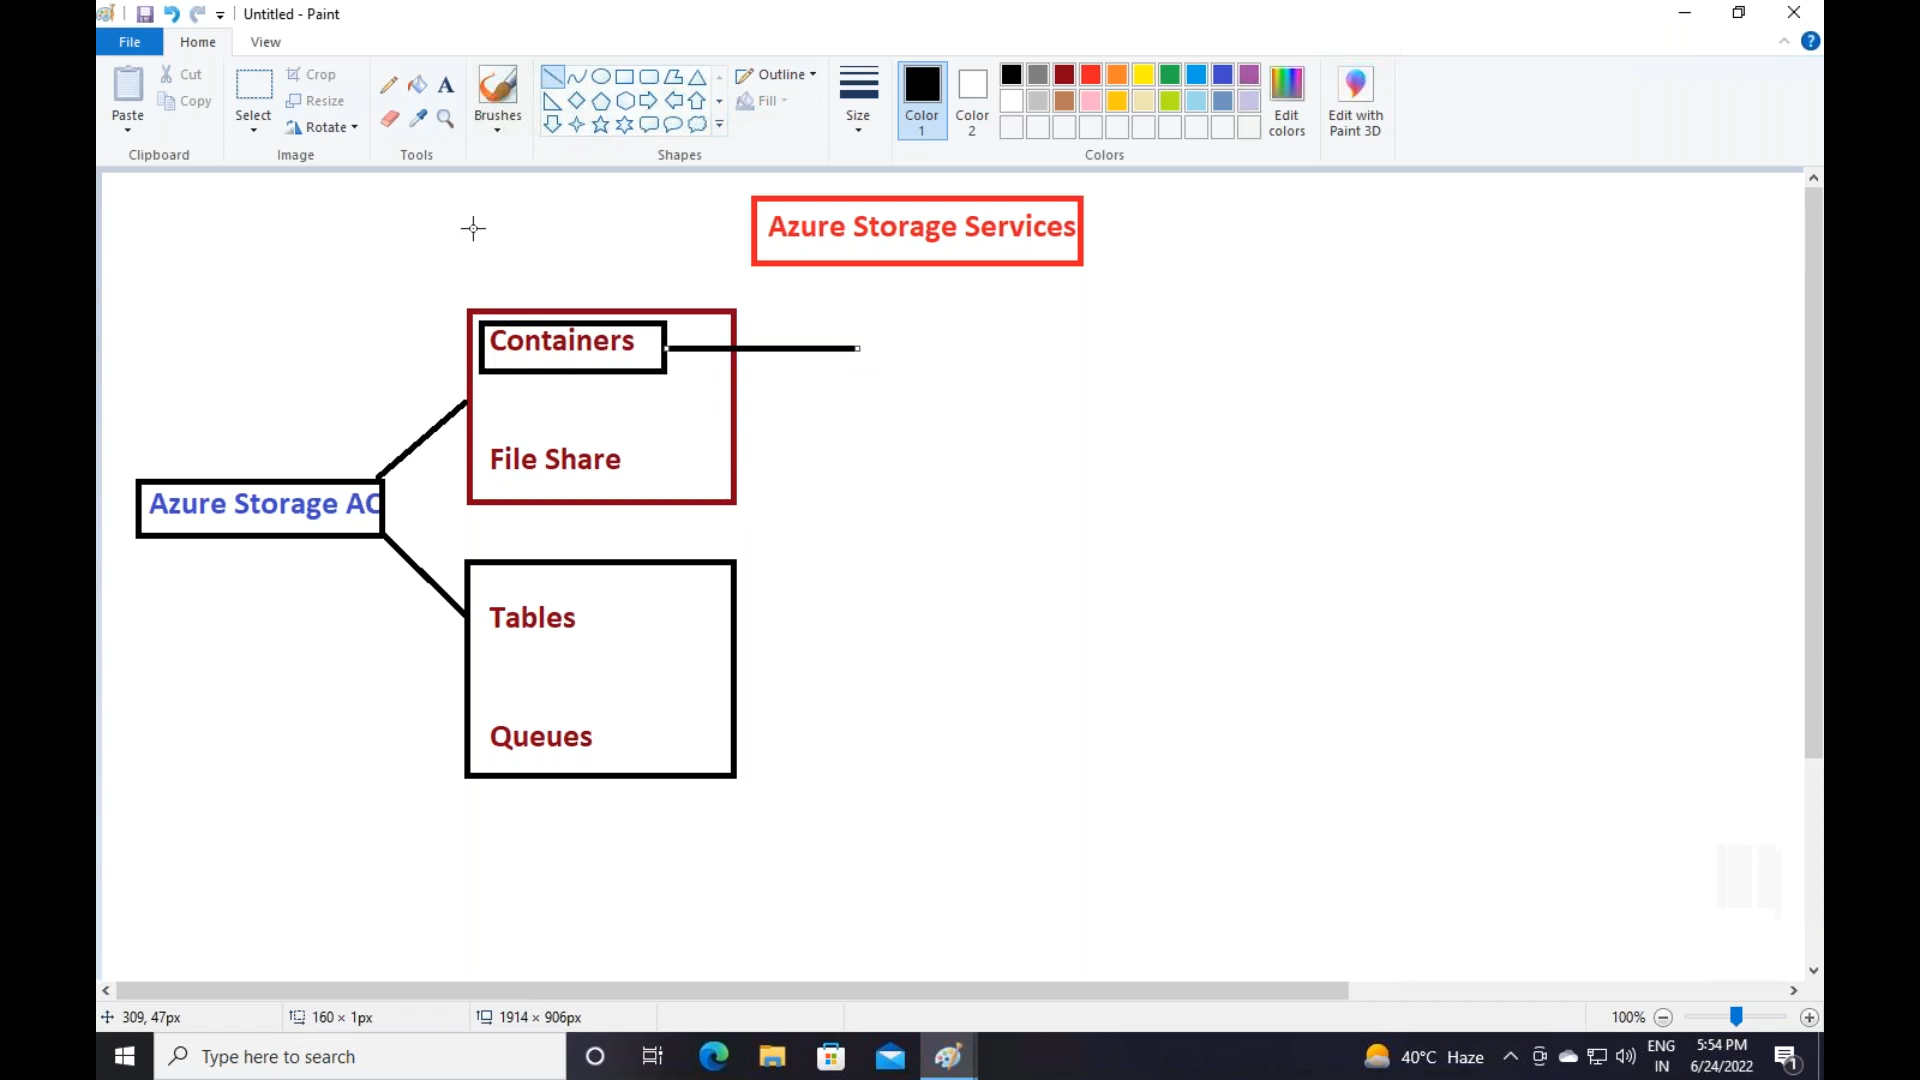 Untitled - Paint
File
Home
View
Cut
Copy
Paste
Clipboard
Crop
Resize
Rotate
Select
Image
A
Tools
Brushes
Outline
Fill
Shapes
Size
Color
1
Color
2
Edit
colors
Colors
Edit with
Paint 3D
?
Azure Storage Services
Containers
File Share
Azure Storage AC
Tables
Queues
309, 47px
160 × 1px
1914 × 906px
100%
Type here to search
40°C Haze
ENG
IN
5:54 PM
6/24/2022
1